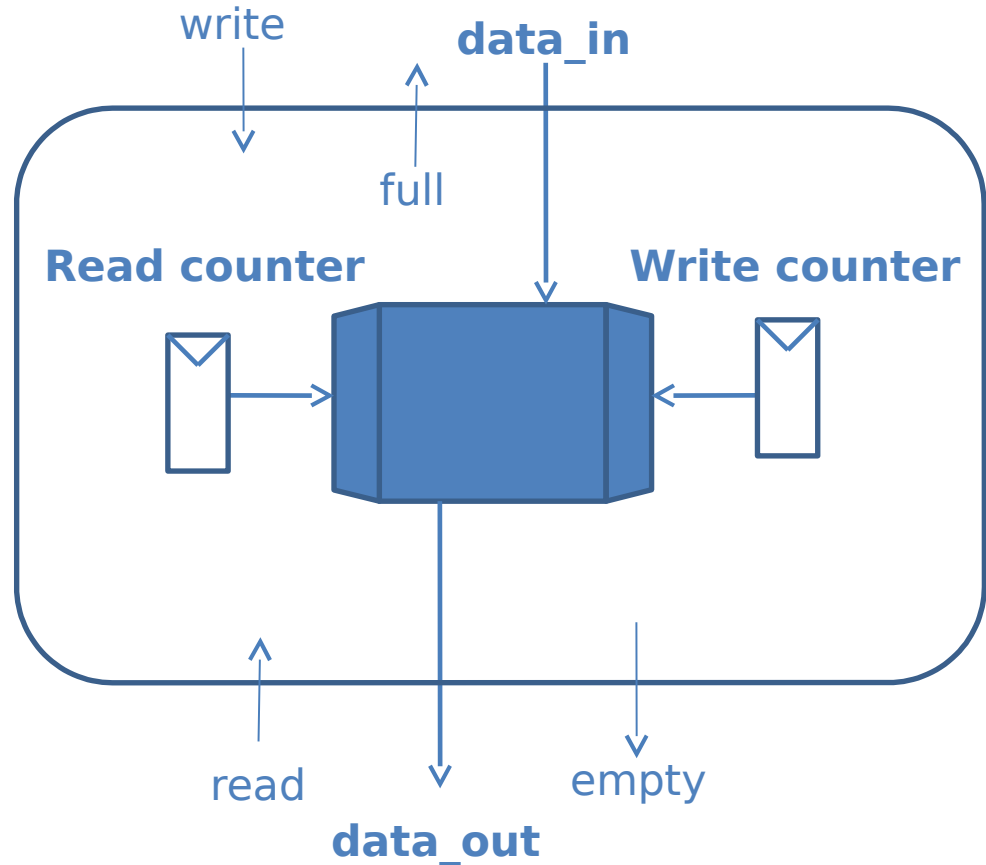 write
data_in
full
Read counter
Write counter
read
empty
data_out